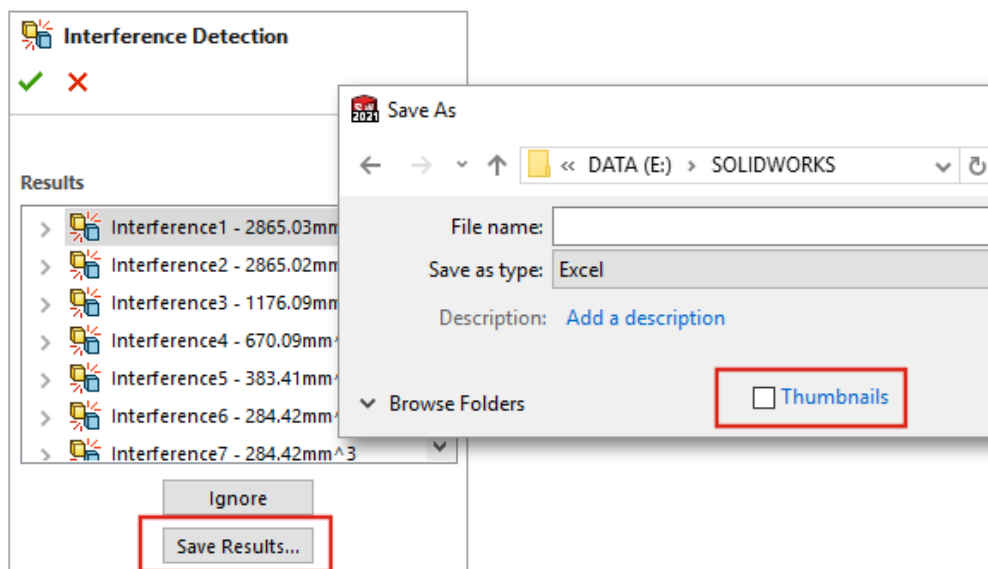 Interference Detection
Results
Interference1 - 2865.03mm
Interference2 - 2865.02mm
Interference3 - 1176.09mm
Interference4 - 670.09mm^
Interference5 - 383.41mm^
Interference6 - 284.42mm^
Interference7 - 284.42mm^3
Ignore
Save Results...
SW
2021
Save As
« DATA (E:) > SOLIDWORKS
File name:
Save as type: Excel
Description: Add a description
Browse Folders
Thumbnails